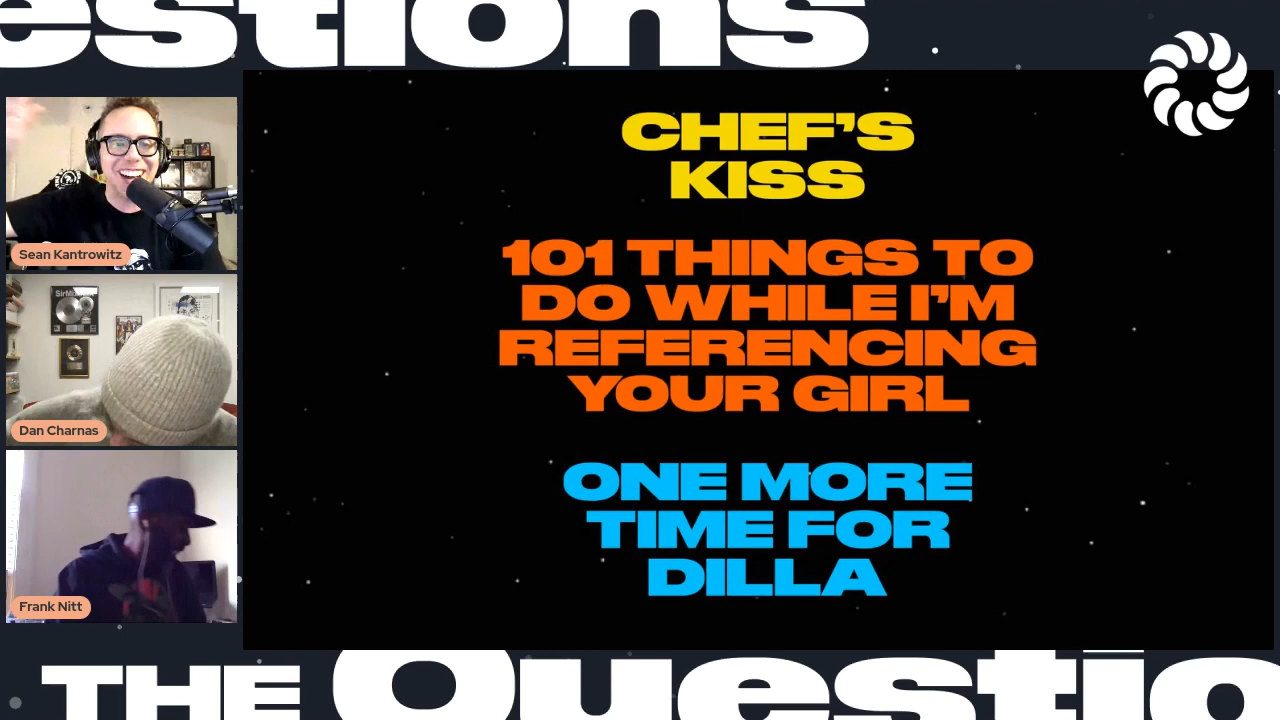 estions
CHEF'S
KISS
101 THINGS TO
DO WHILE I'M
REFERENCING
YOUR GIRL
ONE MORE
TIME FOR
DILLA
Sean Kantrowitz
Dan Charnas
Frank Nitt
THE Questio